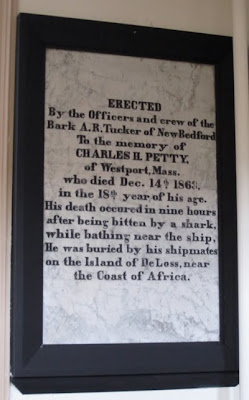 ERECTED
By the Officers and crew of the
Bark A.R.Tucker of New Bedford
To the memory of
CHARLES H. PETTY,
of Westport, Mass.
who died Dec. 14th 1863,
in the 18th year of his age.
His death occured in nine hours
after being bitten by a shark,
while bathing near the ship,
He was buried by his shipmates
on the Island of DeLoss, near
the Coast of Africa.